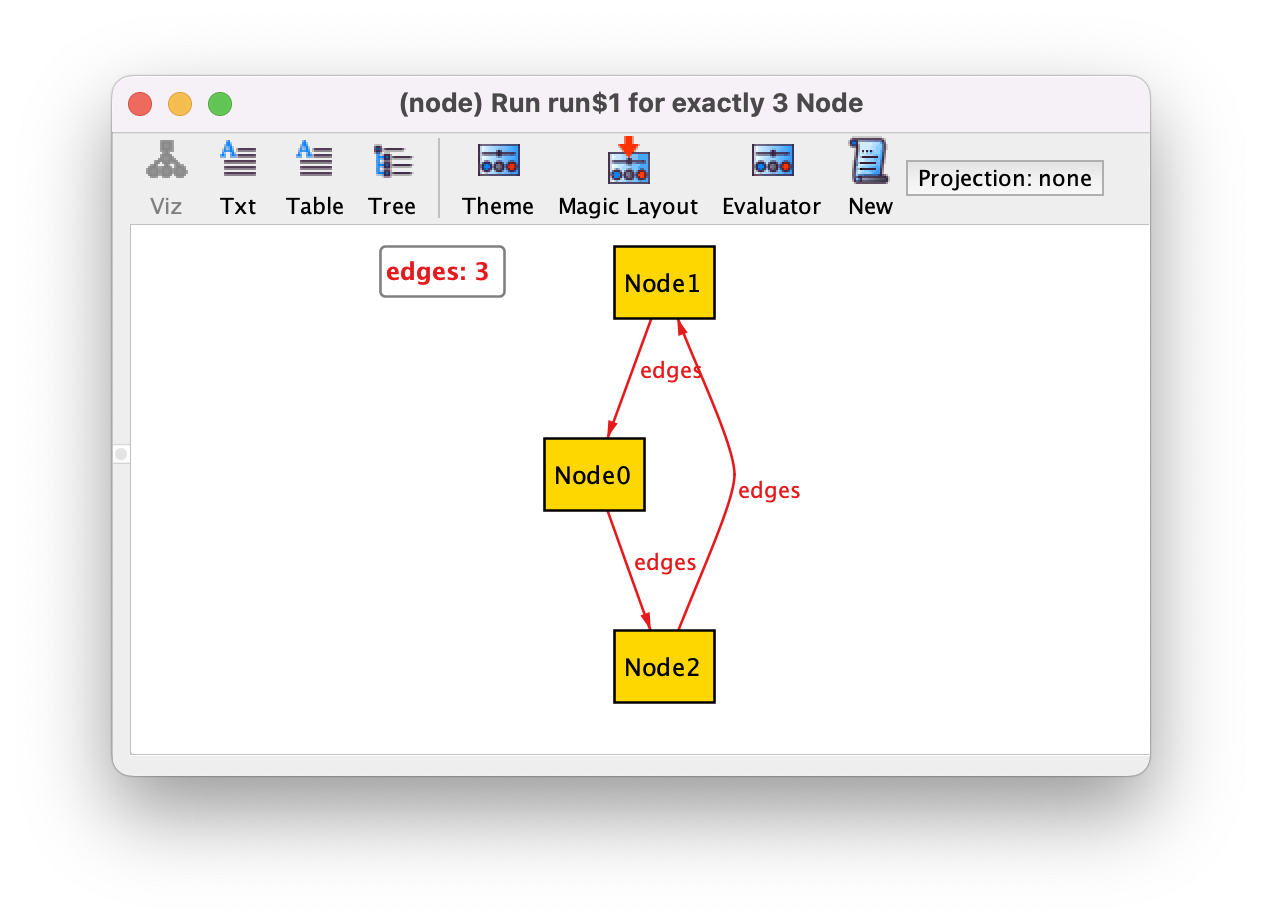 (node) Run run$1 for exactly 3 Node
Viz Txt Table Tree Theme Magic Layout Evaluator New Projection: none
edges: 3
Node1
edges
Node0
edges
edges
Node2